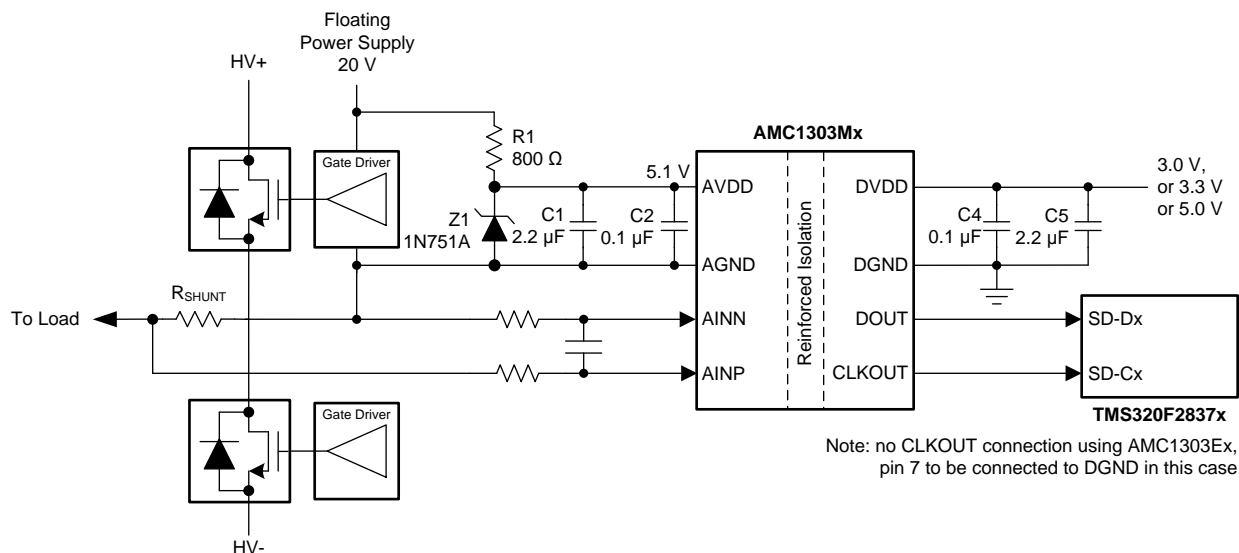 Floating
Power Supply
20 V
HV+
R1
800 Ω
AMC1303Mx
Gate Driver
5.1 V
AVDD
DVDD
3.0 V,
or 3.3 V
or 5.0 V
Z1
1N751A
C1
2.2 µF
C2
0.1 µF
C4
0.1 µF
C5
2.2 µF
Reinforced Isolation
AGND
DGND
RSHUNT
To Load
AINN
DOUT
SD-Dx
AINP
CLKOUT
SD-Cx
TMS320F2837x
Gate Driver
Note: no CLKOUT connection using AMC1303Ex,
pin 7 to be connected to DGND in this case
HV-